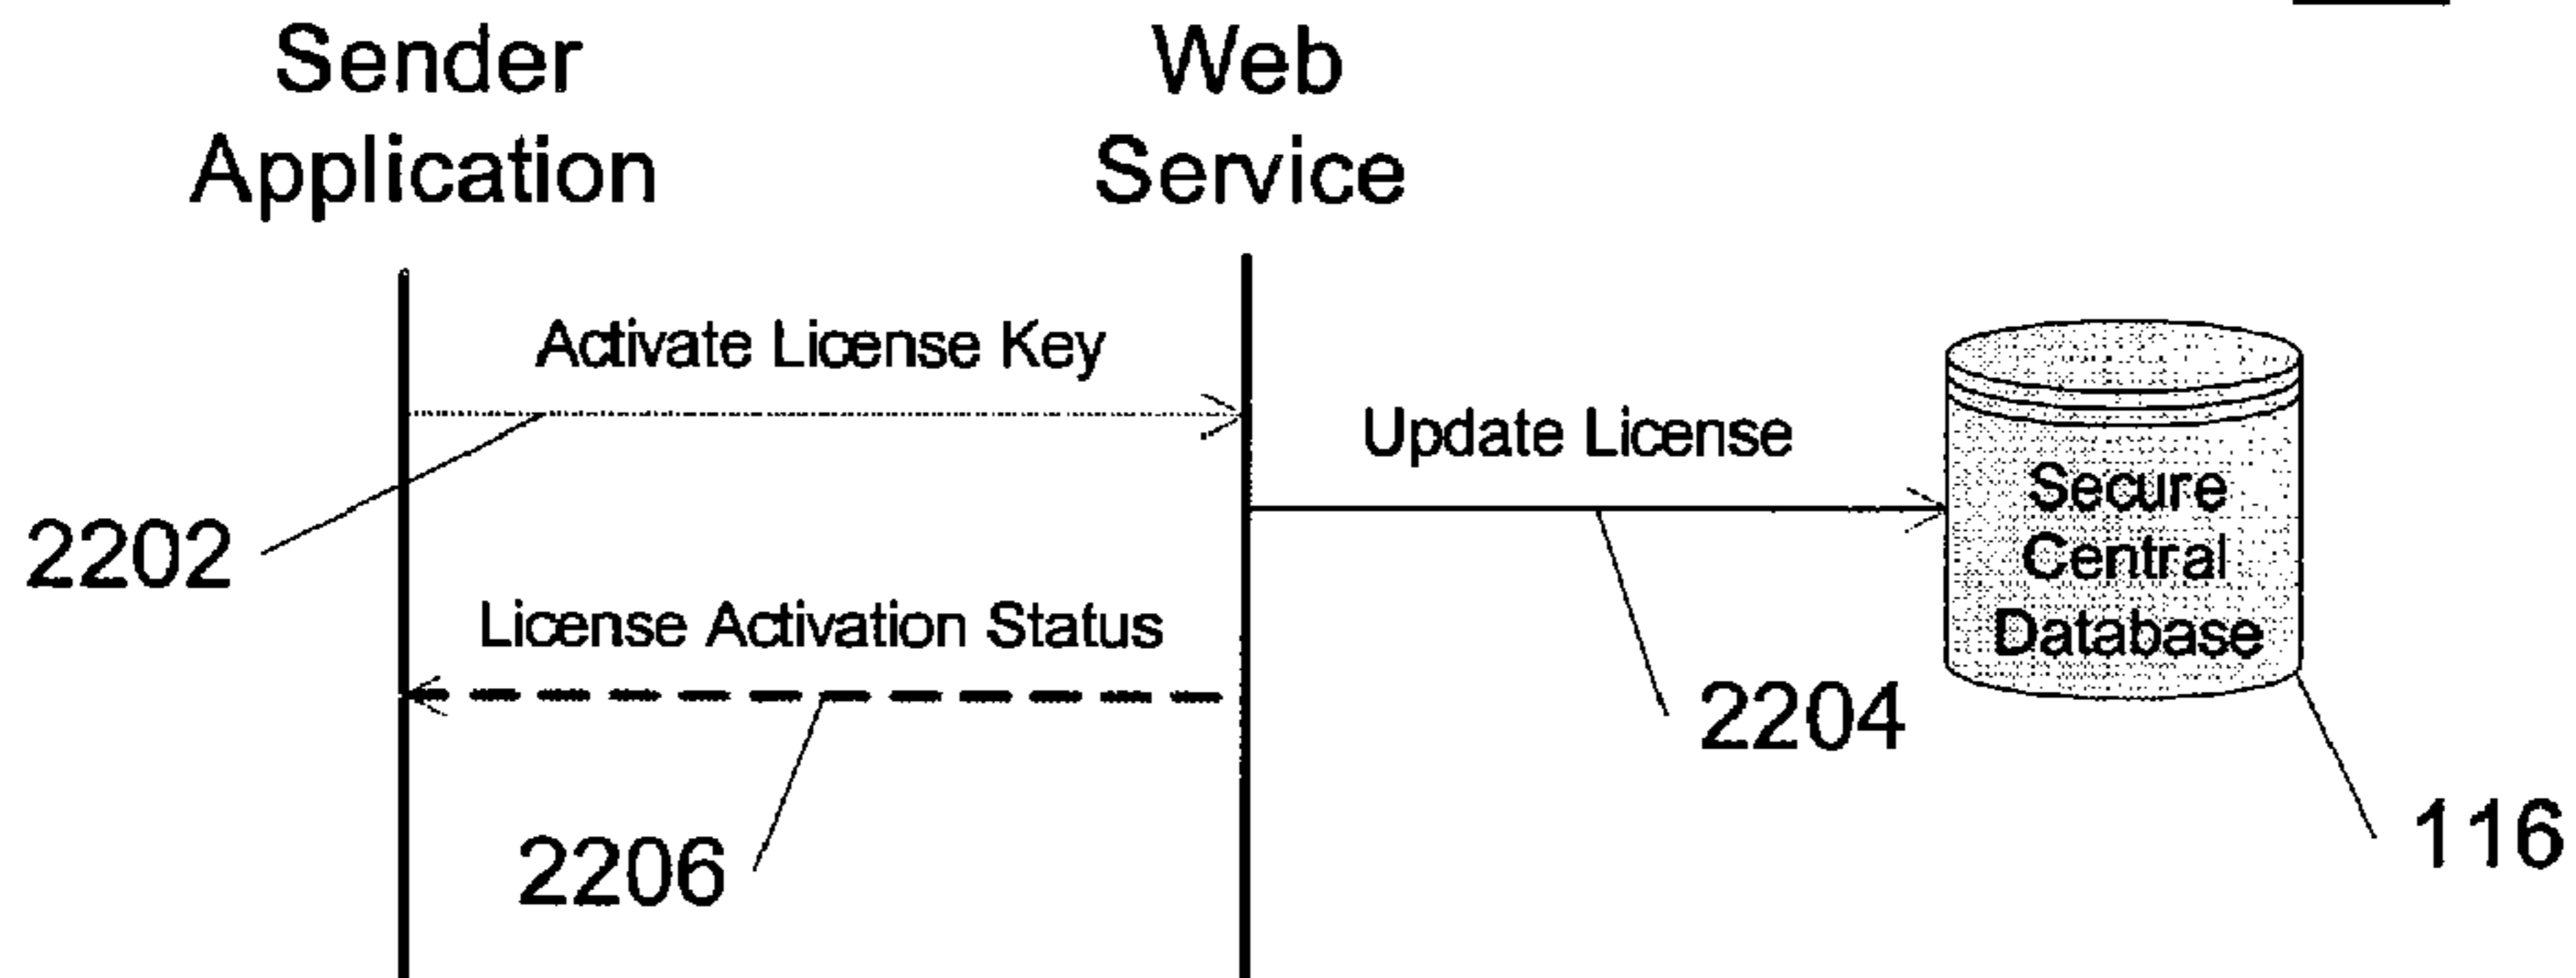 Sender
Application
Web
Service
Activate License Key
Update License
Secure
Central
Database
2202
License Activation Status
2204
2206
116